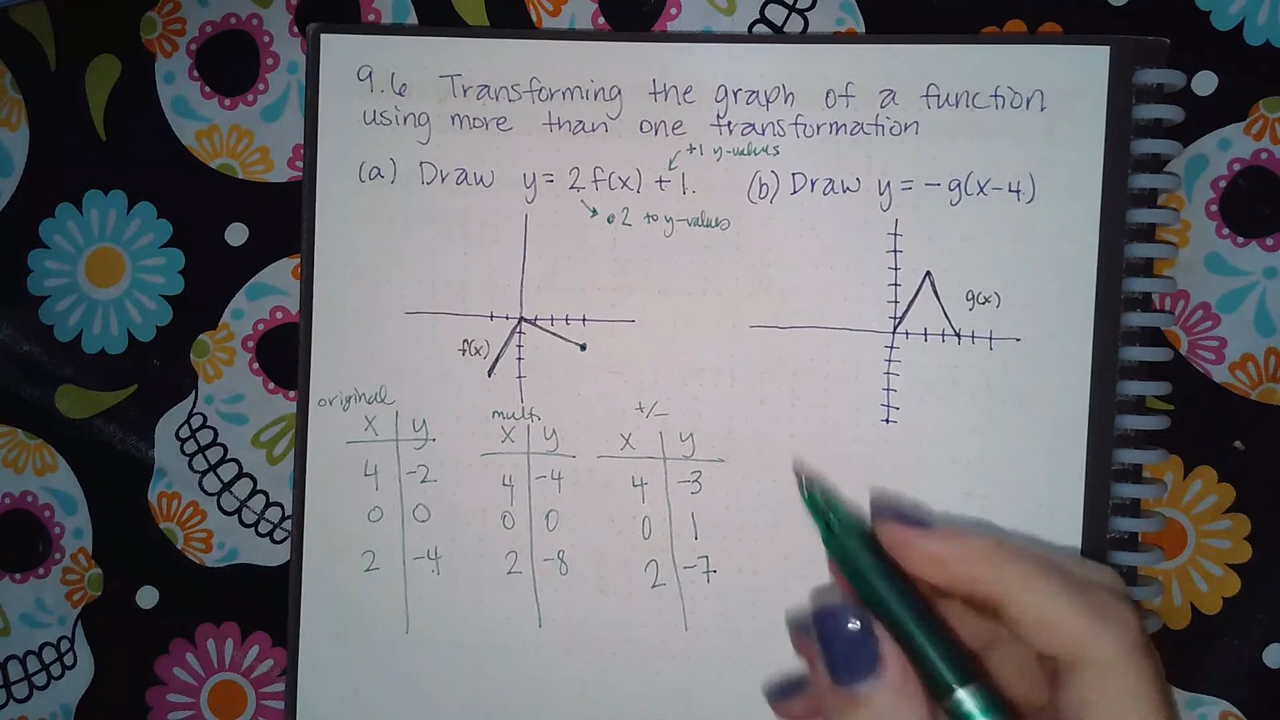 9.6 Transforming the graph of a function
using more than one transformation
+1 y-values
(a) Draw y = 2f(x) + 1.
• 2 to y-values
(b) Draw y = -g(x-4)
f(x)
g(x)
original
x y
4 -2
0 0
2 -4
mult.
x y
4 -4
0 0
2 -8
+/-
x y
4 -3
0 1
2 -7